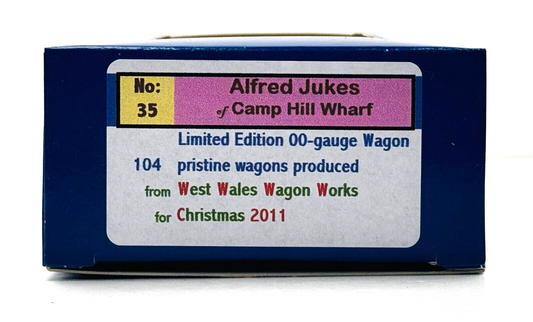 No: 35
Alfred Jukes
of Camp Hill Wharf
Limited Edition 00-gauge Wagon
104 pristine wagons produced
from West Wales Wagon Works
for Christmas 2011